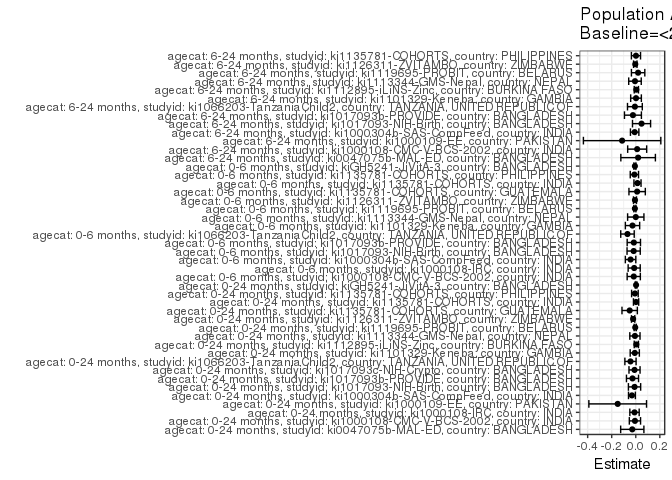 Population
Baseline=<2
agecat: 6-24 months, studyid: ki1135781-COHORTS, country: PHILIPPINES
agecat: 6-24 months, studyid: ki1126311-ZVITAMBO, country: ZIMBABWE
agecat: 6-24 months, studyid: ki1119695-PROBIT, country: BELARUS
agecat: 6-24 months, studyid: ki1113344-GMS-Nepal, country: NEPAL
agecat: 6-24 months, studyid: ki1112895-iLiNS-Zinc, country: BURKINA FASO
agecat: 6-24 months, studyid: ki1101329-Keneba, country: GAMBIA
agecat: 6-24 months, studyid: ki1066203-TanzaniaChild2, country: TANZANIA, UNITED REPUBLIC OF
agecat: 6-24 months, studyid: ki1017093b-PROVIDE, country: BANGLADESH
agecat: 6-24 months, studyid: ki1017093-NIH-Birth, country: BANGLADESH
agecat: 6-24 months, studyid: ki1000304b-SAS-CompFeed, country: INDIA
agecat: 6-24 months, studyid: ki1000109-EE, country: PAKISTAN
agecat: 6-24 months, studyid: ki1000108-CMC-V-BCS-2002, country: INDIA
agecat: 6-24 months, studyid: ki0047075b-MAL-ED, country: BANGLADESH
agecat: 0-6 months, studyid: kiGH5241-JiVitA-3, country: BANGLADESH
agecat: 0-6 months, studyid: ki1135781-COHORTS, country: PHILIPPINES
agecat: 0-6 months, studyid: ki1135781-COHORTS, country: INDIA
agecat: 0-6 months, studyid: ki1135781-COHORTS, country: GUATEMALA
agecat: 0-6 months, studyid: ki1126311-ZVITAMBO, country: ZIMBABWE
agecat: 0-6 months, studyid: ki1119695-PROBIT, country: BELARUS
agecat: 0-6 months, studyid: ki1113344-GMS-Nepal, country: NEPAL
agecat: 0-6 months, studyid: ki1101329-Keneba, country: GAMBIA
agecat: 0-6 months, studyid: ki1066203-TanzaniaChild2, country: TANZANIA, UNITED REPUBLIC OF
agecat: 0-6 months, studyid: ki1017093b-PROVIDE, country: BANGLADESH
agecat: 0-6 months, studyid: ki1017093-NIH-Birth, country: BANGLADESH
agecat: 0-6 months, studyid: ki1000304b-SAS-CompFeed, country: INDIA
agecat: 0-6 months, studyid: ki1000108-IRC, country: INDIA
agecat: 0-6 months, studyid: ki1000108-CMC-V-BCS-2002, country: INDIA
agecat: 0-24 months, studyid: kiGH5241-JiVitA-3, country: BANGLADESH
agecat: 0-24 months, studyid: ki1135781-COHORTS, country: PHILIPPINES
agecat: 0-24 months, studyid: ki1135781-COHORTS, country: INDIA
agecat: 0-24 months, studyid: ki1135781-COHORTS, country: GUATEMALA
agecat: 0-24 months, studyid: ki1126311-ZVITAMBO, country: ZIMBABWE
agecat: 0-24 months, studyid: ki1119695-PROBIT, country: BELARUS
agecat: 0-24 months, studyid: ki1113344-GMS-Nepal, country: NEPAL
agecat: 0-24 months, studyid: ki1112895-iLiNS-Zinc, country: BURKINA FASO
agecat: 0-24 months, studyid: ki1101329-Keneba, country: GAMBIA
agecat: 0-24 months, studyid: ki1066203-TanzaniaChild2, country: TANZANIA, UNITED REPUBLIC OF
agecat: 0-24 months, studyid: ki1017093c-NIH-Crypto, country: BANGLADESH
agecat: 0-24 months, studyid: ki1017093b-PROVIDE, country: BANGLADESH
agecat: 0-24 months, studyid: ki1017093-NIH-Birth, country: BANGLADESH
agecat: 0-24 months, studyid: ki1000304b-SAS-CompFeed, country: INDIA
agecat: 0-24 months, studyid: ki1000109-EE, country: PAKISTAN
agecat: 0-24 months, studyid: ki1000108-IRC, country: INDIA
agecat: 0-24 months, studyid: ki1000108-CMC-V-BCS-2002, country: INDIA
agecat: 0-24 months, studyid: ki0047075b-MAL-ED, country: BANGLADESH
-0.4 -0.2 0.0 0.2
Estimate